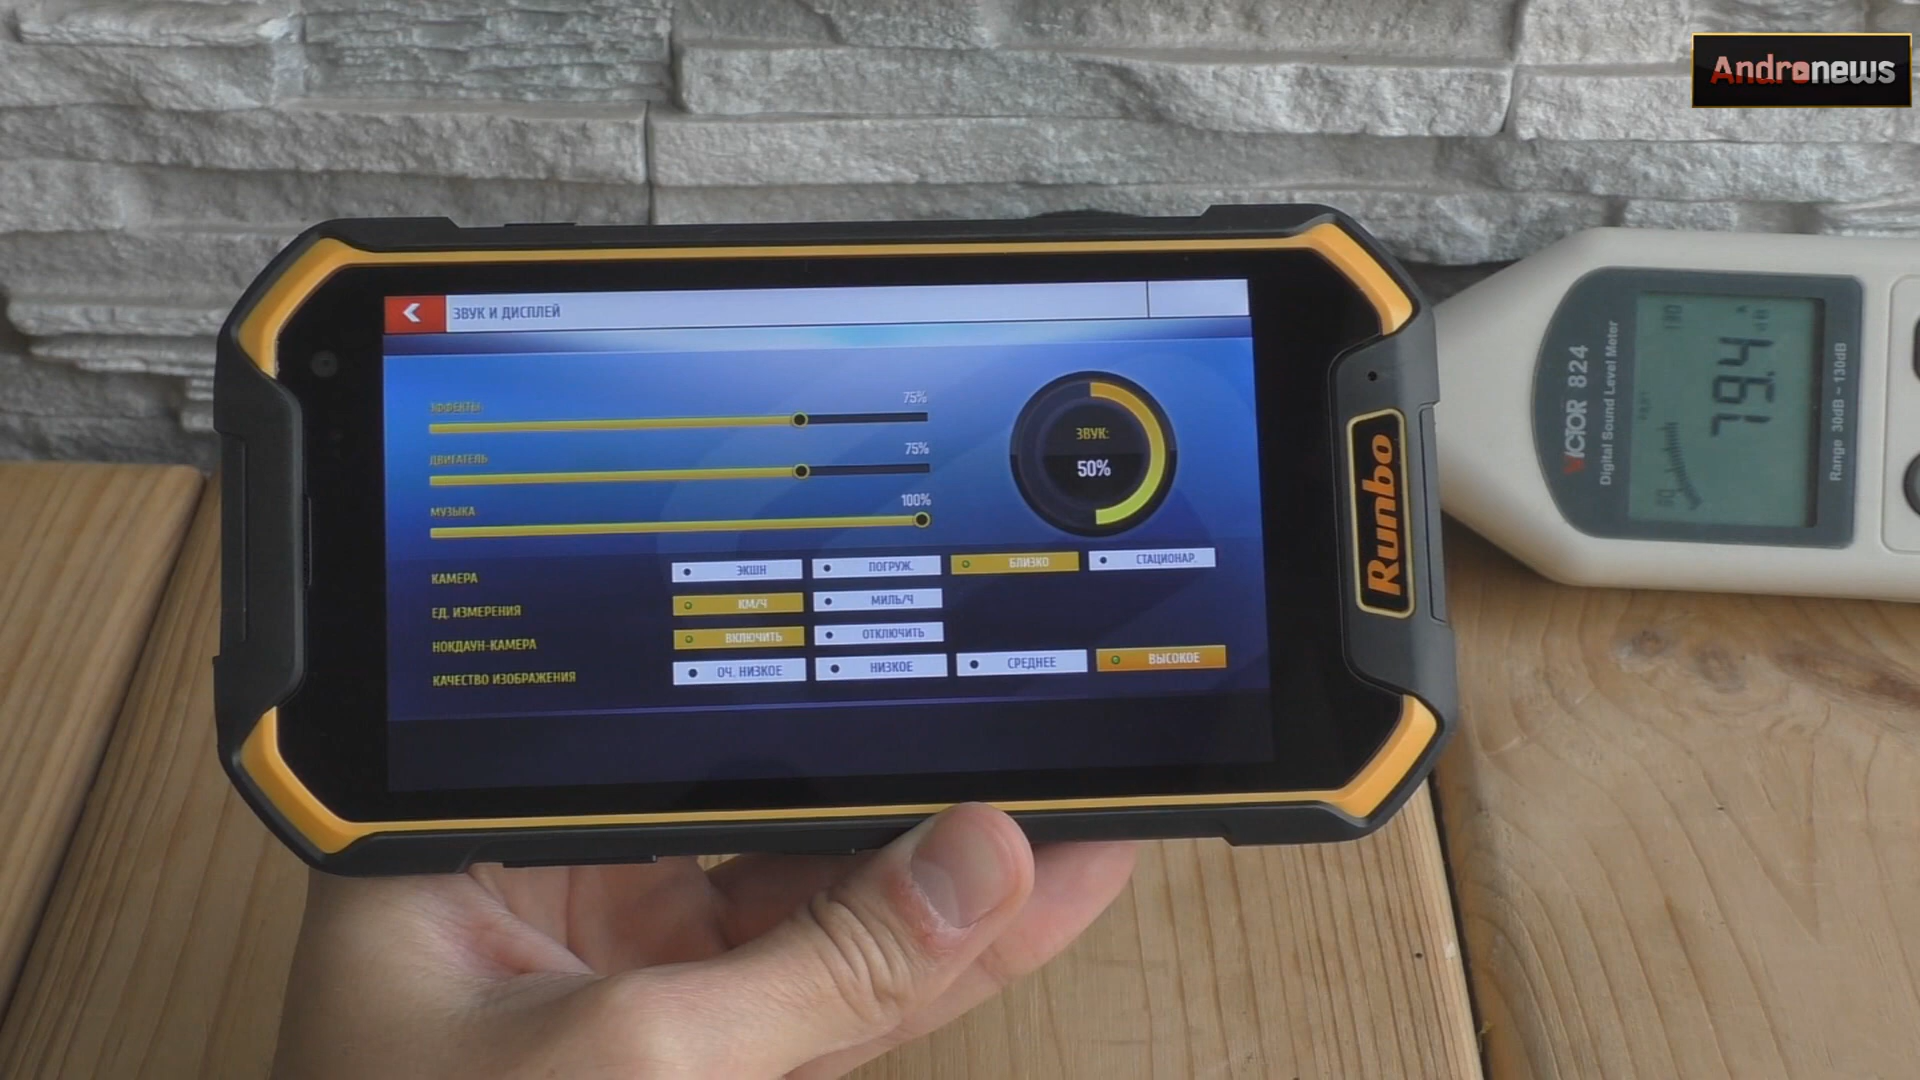 Andronews
ЗВУК И ДИСПЛЕЙ
ЭФФЕКТЫ 75%
ДВИГАТЕЛЬ 75%
МУЗЫКА 100%
ЗВУК:
50%
КАМЕРА ЭКШН ПОГРУЖ. БЛИЗКО СТАЦИОНАР.
ЕД. ИЗМЕРЕНИЯ КМ/Ч МИЛЬ/Ч
НОКДАУН-КАМЕРА ВКЛЮЧИТЬ ОТКЛЮЧИТЬ
КАЧЕСТВО ИЗОБРАЖЕНИЯ ОЧ. НИЗКОЕ НИЗКОЕ СРЕДНЕЕ ВЫСОКОЕ
Runbo
VICTOR 824
Digital Sound Level Meter
79.4
Range 30dB - 130dB